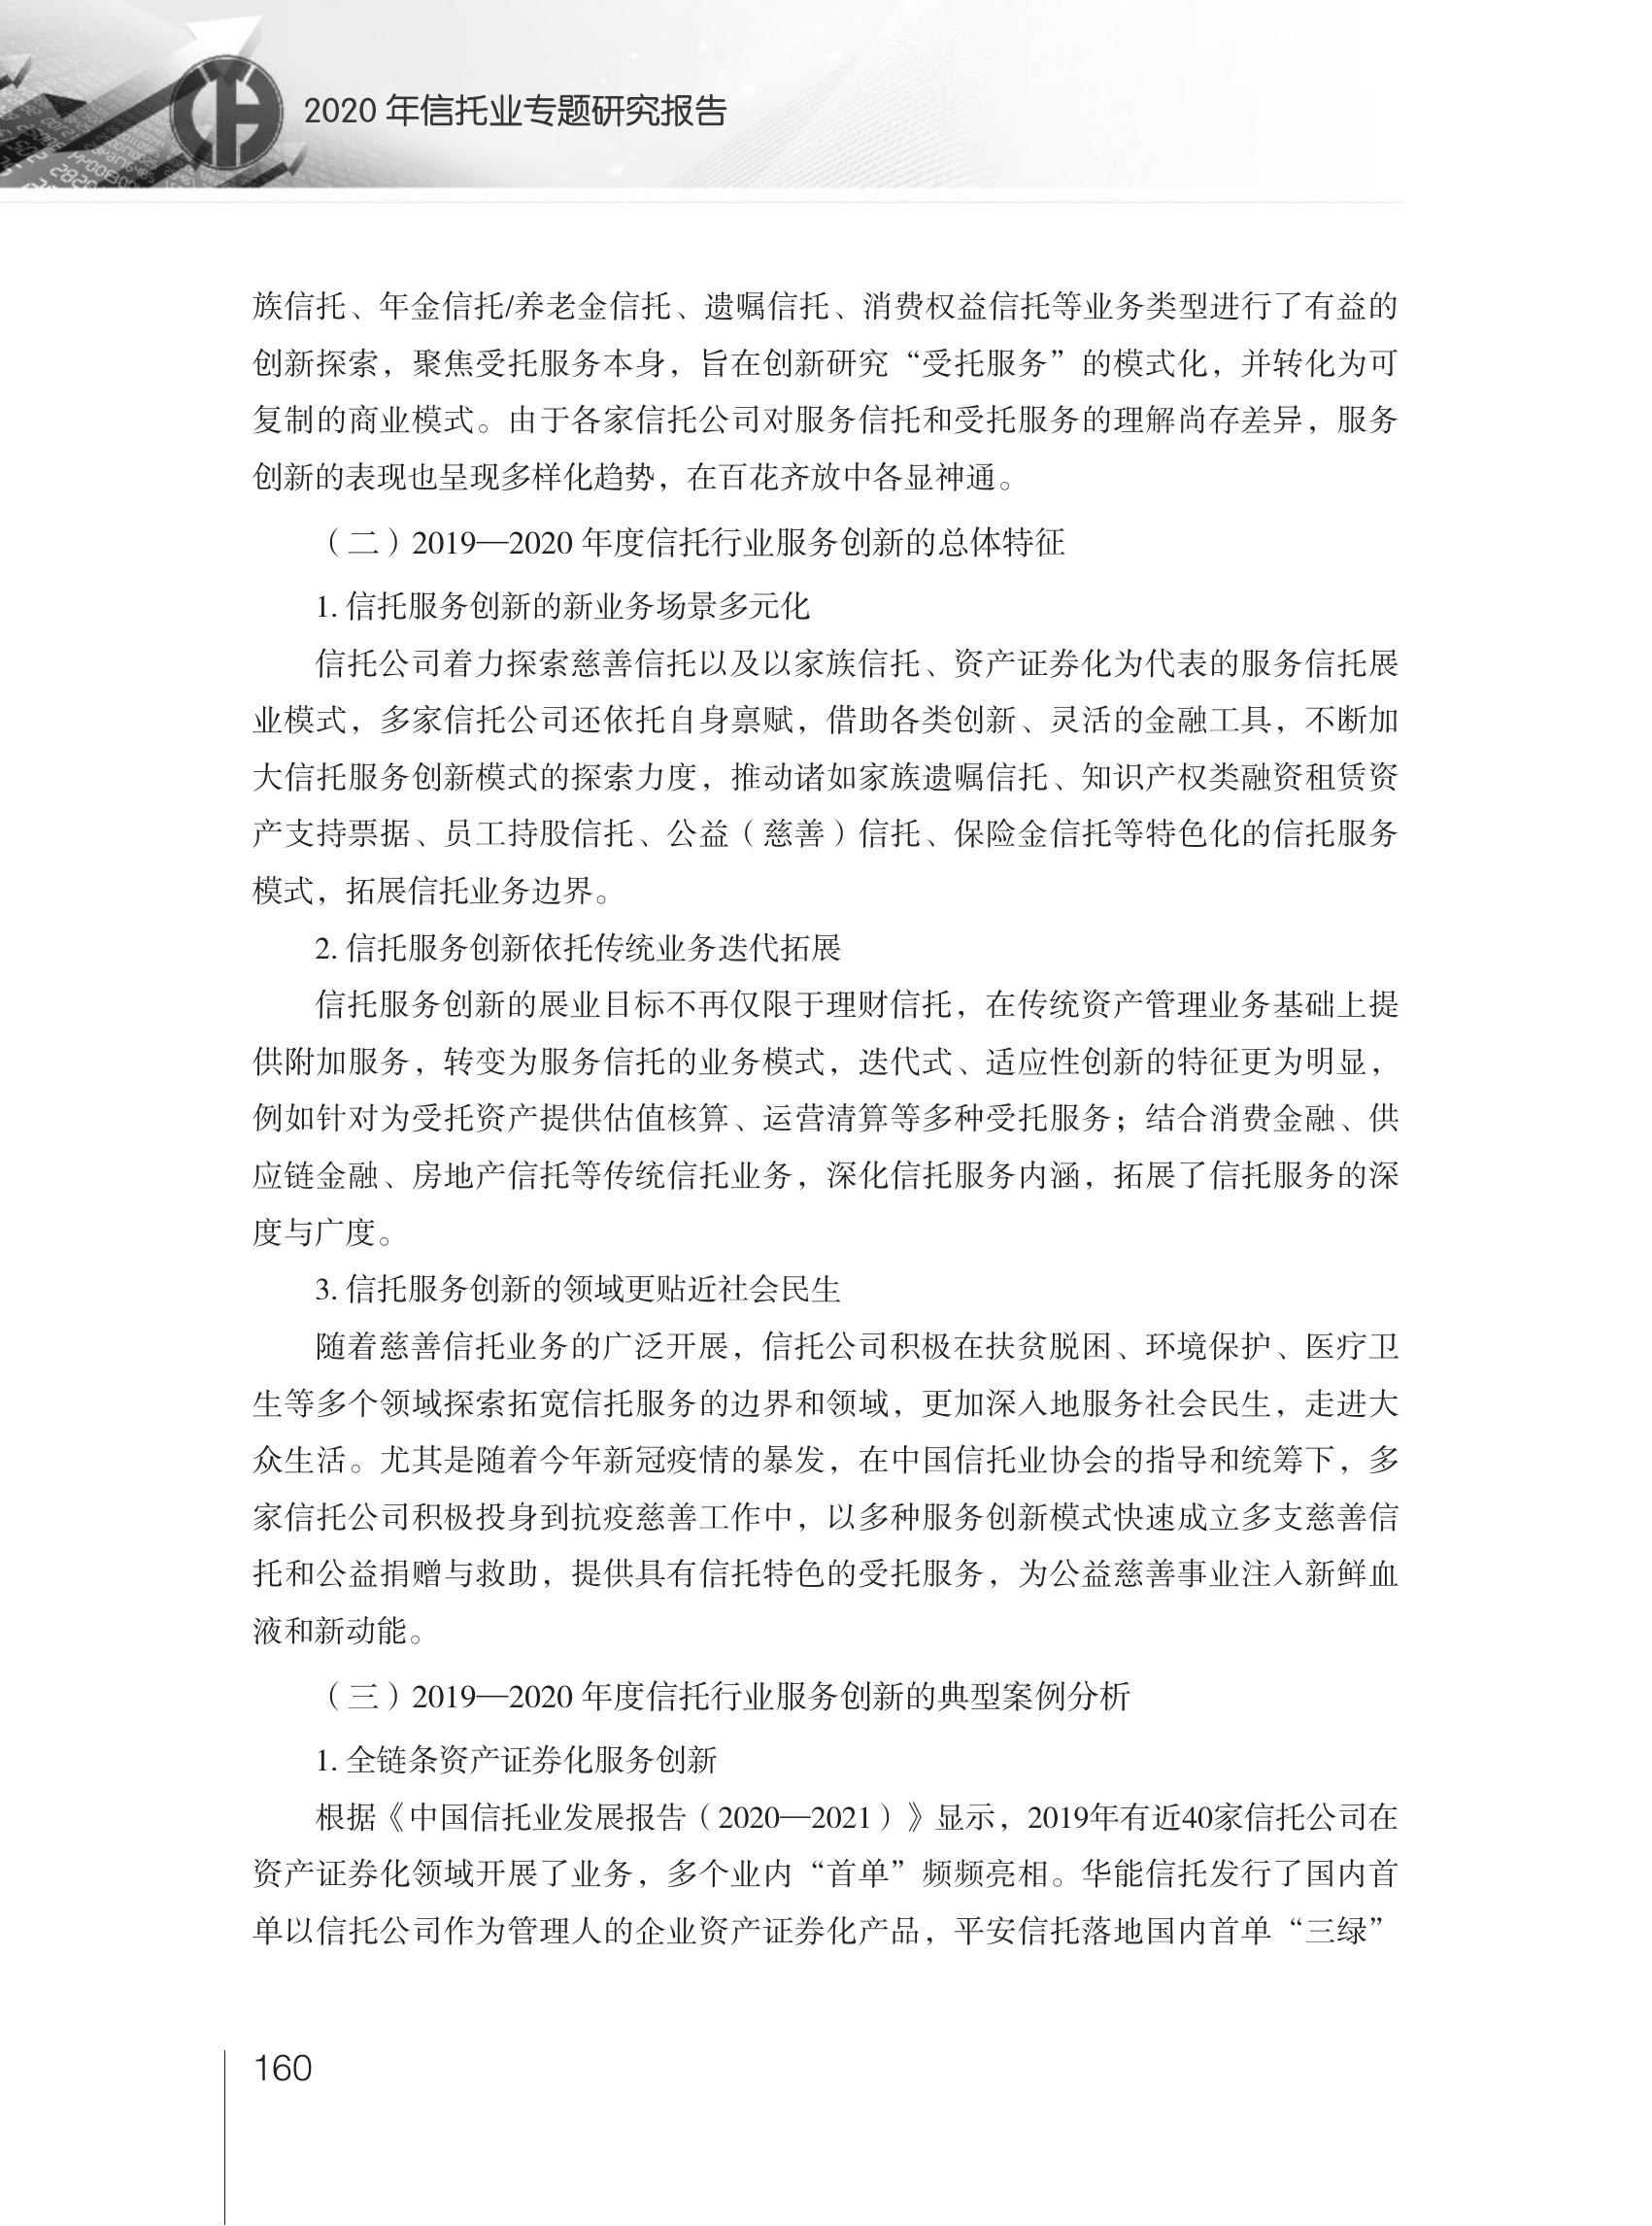 2020 年信托业专题研究报告
族信托、年金信托/养老金信托、遗嘱信托、消费权益信托等业务类型进行了有益的
创新探索，聚焦受托服务本身，旨在创新研究“受托服务”的模式化，并转化为可
复制的商业模式。由于各家信托公司对服务信托和受托服务的理解尚存差异，服务
创新的表现也呈现多样化趋势，在百花齐放中各显神通。
（二）2019—2020 年度信托行业服务创新的总体特征
1. 信托服务创新的新业务场景多元化
信托公司着力探索慈善信托以及以家族信托、资产证券化为代表的服务信托展
业模式，多家信托公司还依托自身禀赋，借助各类创新、灵活的金融工具，不断加
大信托服务创新模式的探索力度，推动诸如家族遗嘱信托、知识产权类融资租赁资
产支持票据、员工持股信托、公益（慈善）信托、保险金信托等特色化的信托服务
模式，拓展信托业务边界。
2. 信托服务创新依托传统业务迭代拓展
信托服务创新的展业目标不再仅限于理财信托，在传统资产管理业务基础上提
供附加服务，转变为服务信托的业务模式，迭代式、适应性创新的特征更为明显，
例如针对为受托资产提供估值核算、运营清算等多种受托服务；结合消费金融、供
应链金融、房地产信托等传统信托业务，深化信托服务内涵，拓展了信托服务的深
度与广度。
3. 信托服务创新的领域更贴近社会民生
随着慈善信托业务的广泛开展，信托公司积极在扶贫脱困、环境保护、医疗卫
生等多个领域探索拓宽信托服务的边界和领域，更加深入地服务社会民生，走进大
众生活。尤其是随着今年新冠疫情的暴发，在中国信托业协会的指导和统筹下，多
家信托公司积极投身到抗疫慈善工作中，以多种服务创新模式快速成立多支慈善信
托和公益捐赠与救助，提供具有信托特色的受托服务，为公益慈善事业注入新鲜血
液和新动能。
（三）2019—2020 年度信托行业服务创新的典型案例分析
1. 全链条资产证券化服务创新
根据《中国信托业发展报告（2020—2021）》显示，2019年有近40家信托公司在
资产证券化领域开展了业务，多个业内“首单”频频亮相。华能信托发行了国内首
单以信托公司作为管理人的企业资产证券化产品，平安信托落地国内首单“三绿”
160